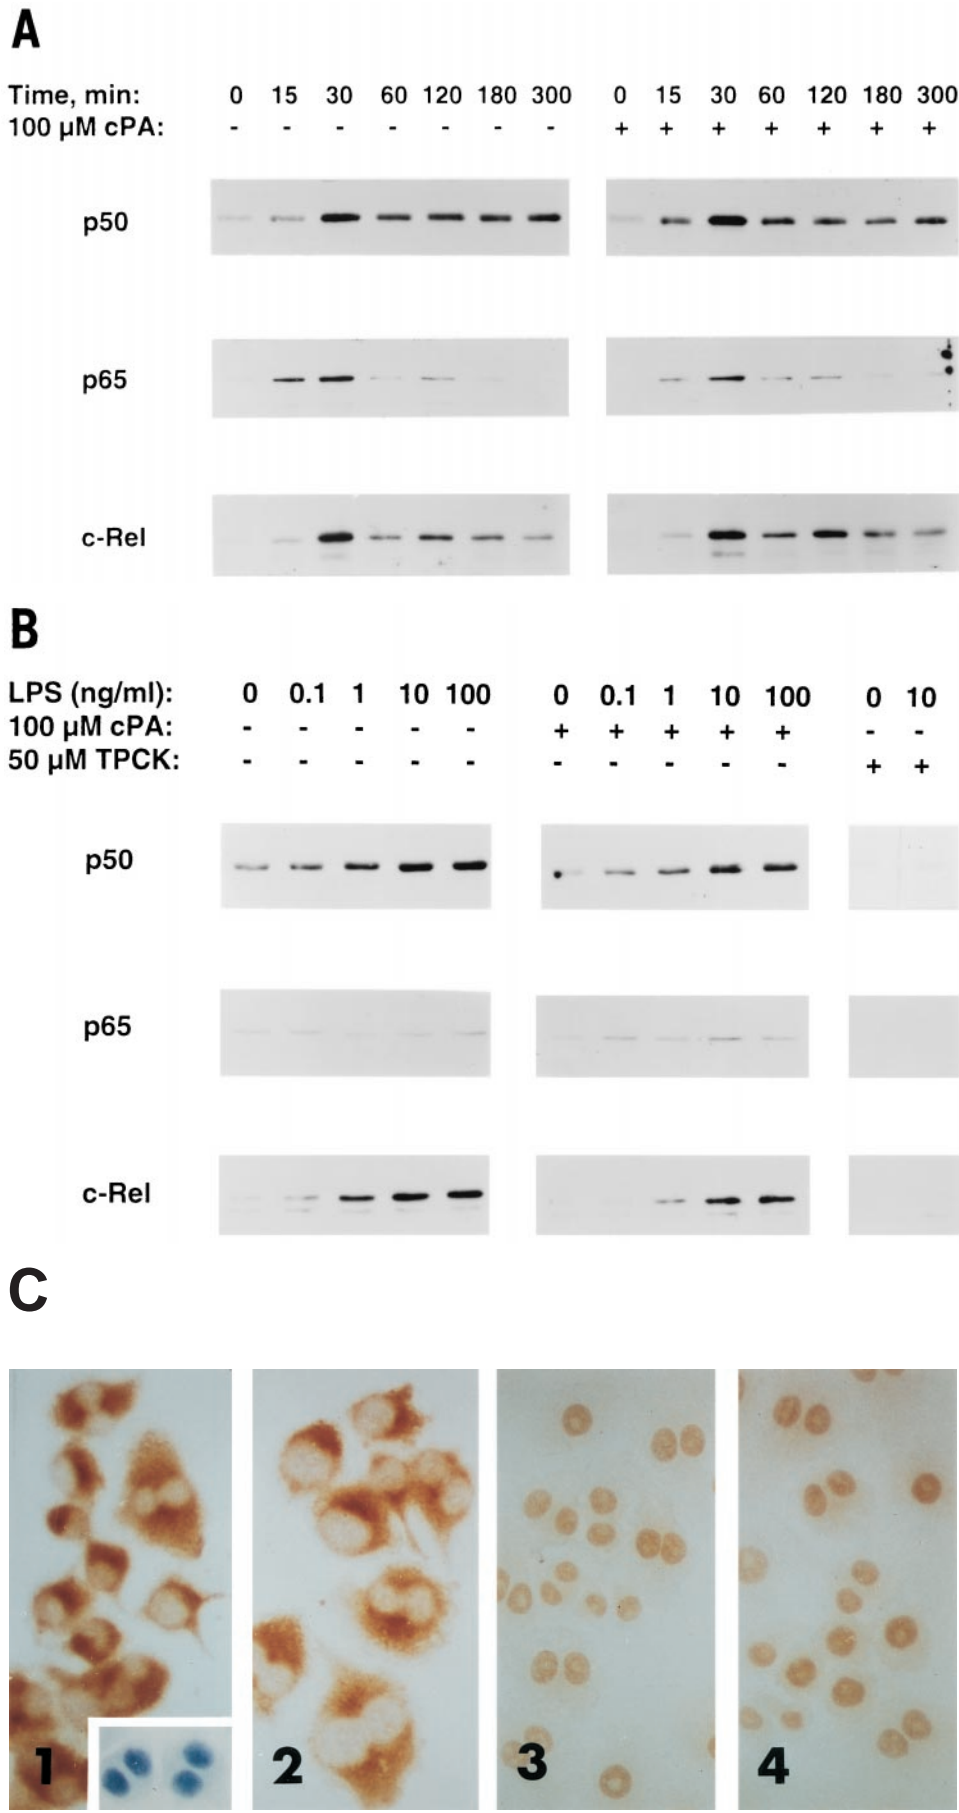 A
Time, min: 0 15 30 60 120 180 300 0 15 30 60 120 180 300
100 µM cPA: - - - - - - - + + + + + + +
p50
p65
c-Rel
B
LPS (ng/ml): 0 0.1 1 10 100 0 0.1 1 10 100 0 10
100 µM cPA: - - - - - + + + + + - -
50 µM TPCK: - - - - - - - - - - + +
p50
p65
c-Rel
C
1 2 3 4